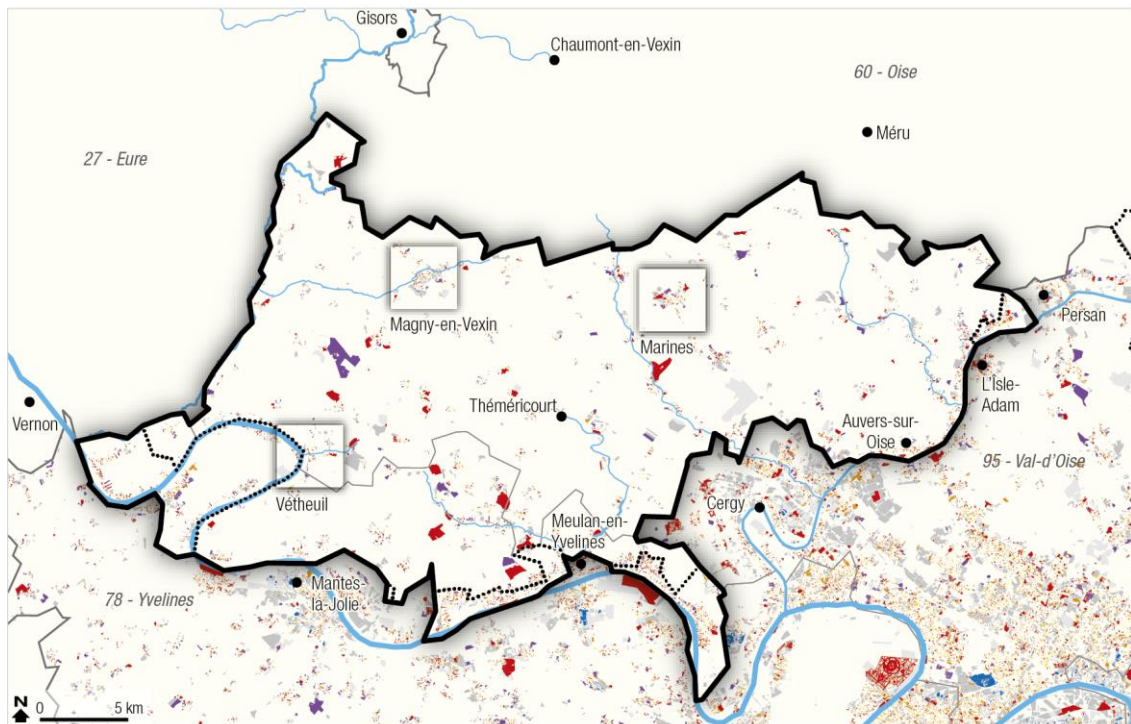 Gisors
Chaumont-en-Vexin
60 - Oise
Méru
27 - Eure
Magny-en-Vexin
Persan
Marines
L'Isle-
Adam
Vernon
Théméricourt
Auvers-sur-
Oise
95 - Val-d'Oise
Vétheuil
Cergy
Meulan-en-
Yvelines
Mantes-
la-Jolie
78 - Yvelines
N
0 5 km